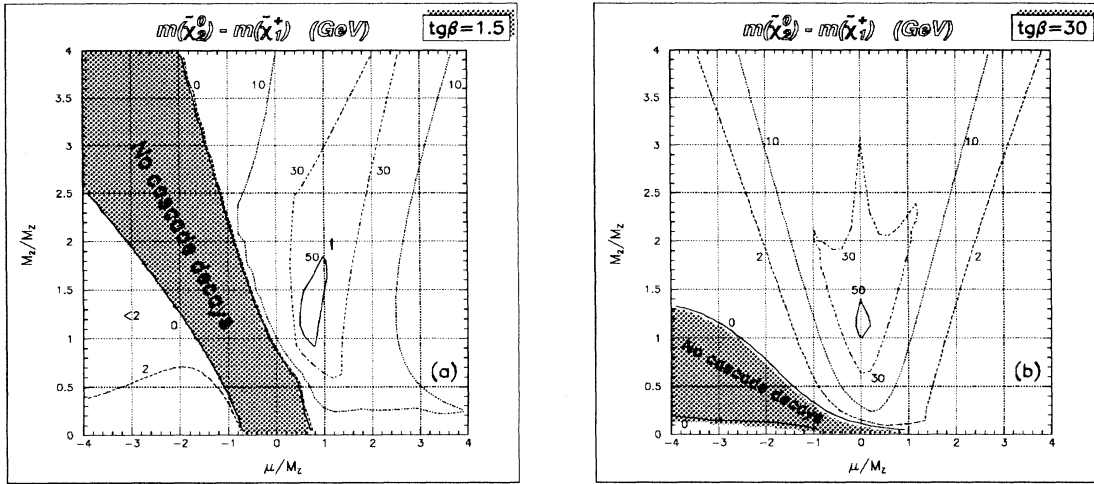 m(χ̃₂⁰) - m(χ̃₁⁺) (GeV)
tgβ=1.5
4
3.5
3
2.5
2
1.5
1
0.5
0
M₂/M_z
0
10
10
30
30
No cascade decays
50
t
<2
0
2
(a)
-4 -3 -2 -1 0 1 2 3 4
μ/M_z
m(χ̃₂⁰) - m(χ̃₁⁺) (GeV)
tgβ=30
4
3.5
3
2.5
2
1.5
1
0.5
0
M₂/M_z
10
10
2
30
2
50
0
30
No cascade decays
0
(b)
-4 -3 -2 -1 0 1 2 3 4
μ/M_z